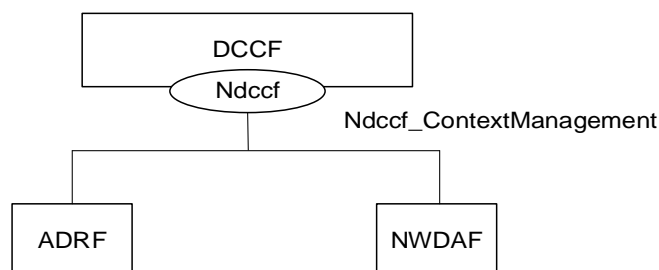 DCCF
Ndccf
Ndccf_ContextManagement
ADRF
NWDAF